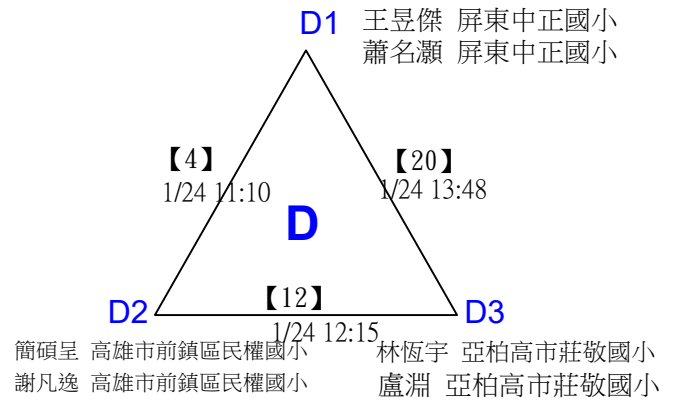 D1
王昱傑 屏東中正國小
蕭名灝 屏東中正國小
【4】
1/24 11:10
【20】
1/24 13:48
D
【12】
1/24 12:15
D2
D3
簡碩呈 高雄市前鎮區民權國小
謝凡逸 高雄市前鎮區民權國小
林恆宇 亞柏高市莊敬國小
盧淵 亞柏高市莊敬國小